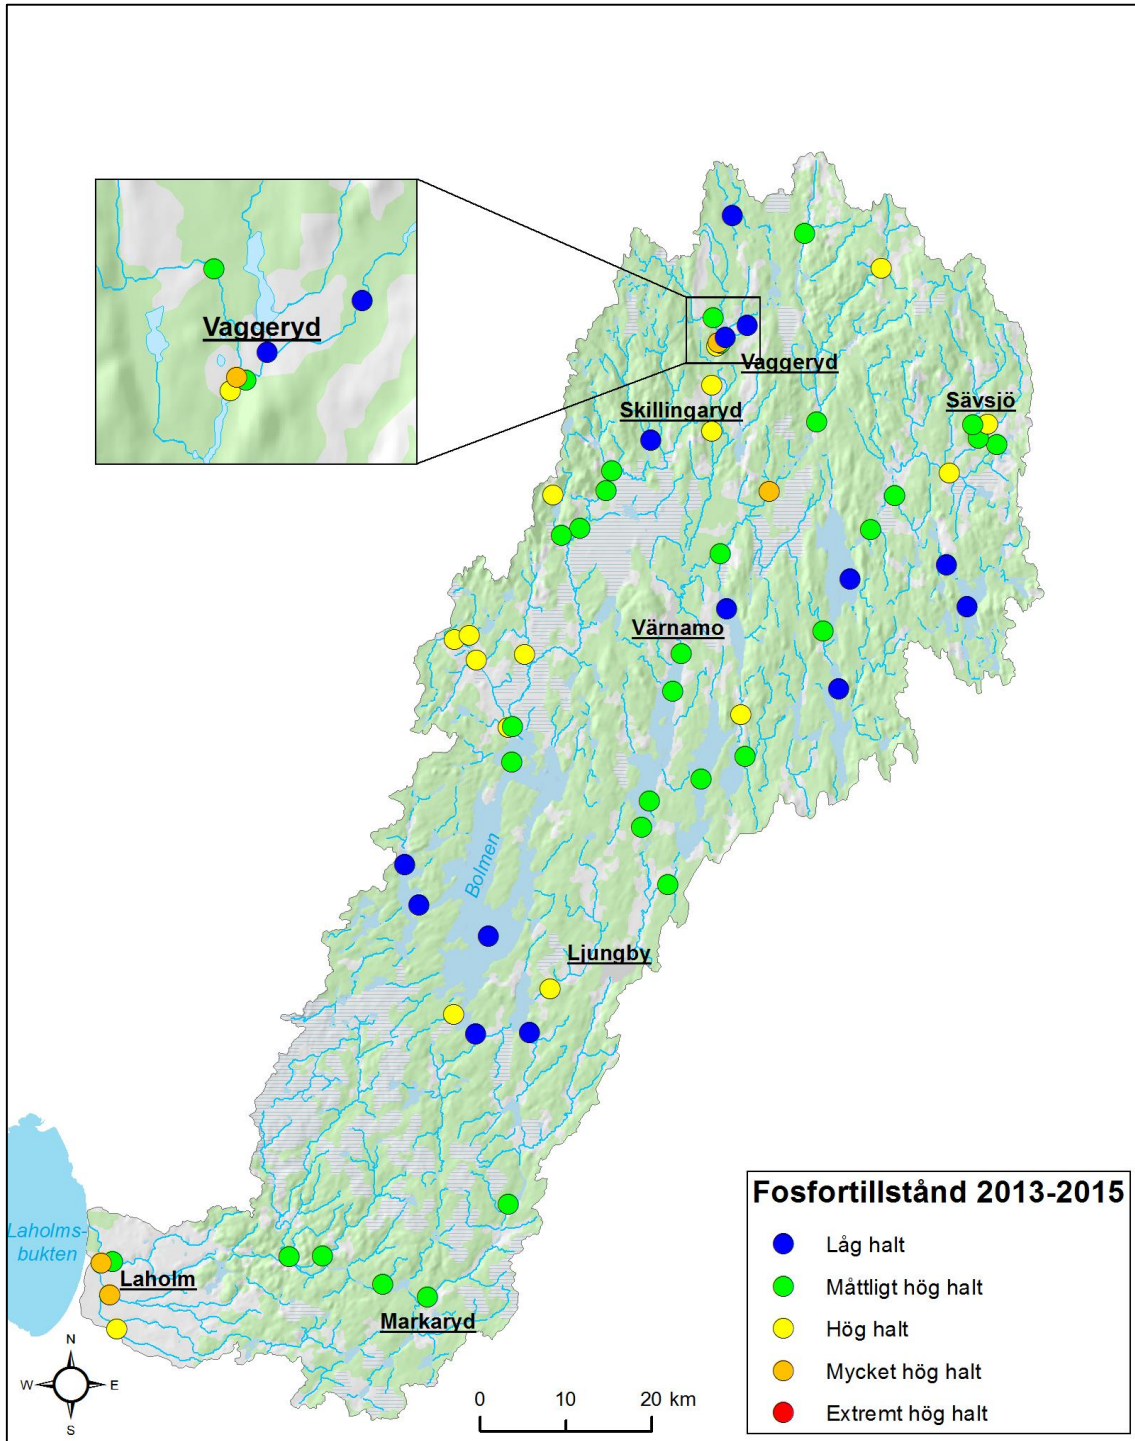 Vaggeryd
Vaggeryd
Skillingaryd
Sävsjö
Värnamo
Bolmen
Ljungby
Laholms-
bukten
Laholm
Markaryd
N
W
E
S
0 10 20 km
Fosfortillstånd 2013-2015
Låg halt
Måttligt hög halt
Hög halt
Mycket hög halt
Extremt hög halt